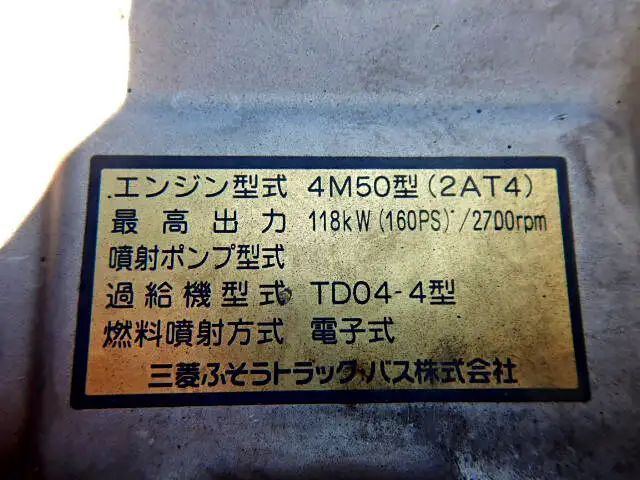 エンジン型式 4M50型(2AT4)
最高出力 118kW(160PS)/2700rpm
噴射ポンプ型式
過給機型式 TD04-4型
燃料噴射方式 電子式
三菱ふそうトラック・バス株式会社